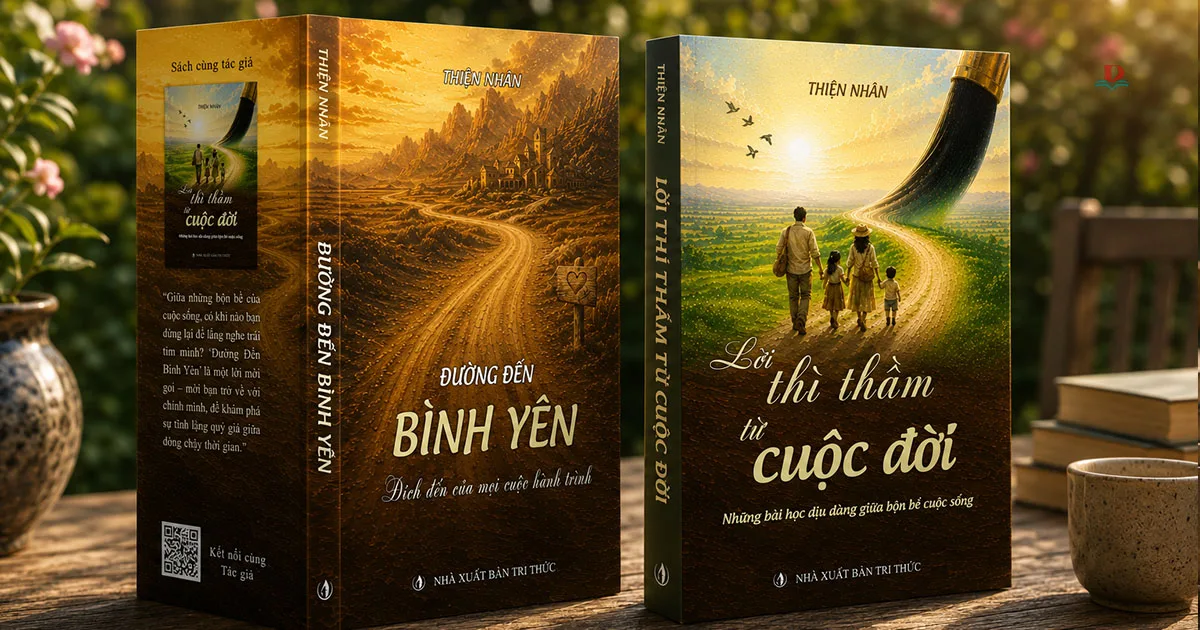 Sách cùng tác giả
THIỆN NHÂN
Lời
thì thầm
từ
cuộc đời
"Giữa những bộn bề của
cuộc sống, có khi nào bạn
dừng lại để lắng nghe trái
tim mình? 'Đường Đến
Bình Yên' là một lời mời
gọi – mời bạn trở về với
chính mình, để khám phá
sự tĩnh lặng quý giá giữa
dòng chảy thời gian."
Kết nối cùng
Tác giả
THIỆN NNÂN
BƯỜNG BẾN BÌNH YÊN
THIỆN NHÂN
ĐƯỜNG ĐẾN
BÌNH YÊN
Đích đến của mọi cuộc hành trình
NHÀ XUẤT BẢN TRI THỨC
THIỆN NHÂN
LỜI THÌ THẦM TỪ CUỘC ĐỜI
THIỆN NHÂN
Lời
thì thầm
từ
cuộc đời
Những bài học dịu dàng giữa bộn bề cuộc sống
NHÀ XUẤT BẢN TRI THỨC